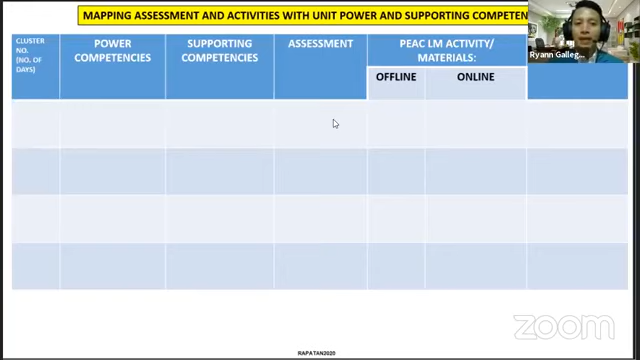 MAPPING ASSESSMENT AND ACTIVITIES WITH UNIT POWER AND SUPPORTING COMPETEN
Ryann Galleg...
CLUSTER
NO.
(NO. OF
DAYS)
POWER
COMPETENCIES
SUPPORTING
COMPETENCIES
ASSESSMENT
PEAC LM ACTIVITY/
MATERIALS:
OFFLINE
ONLINE
zoom
RAPATAN2020